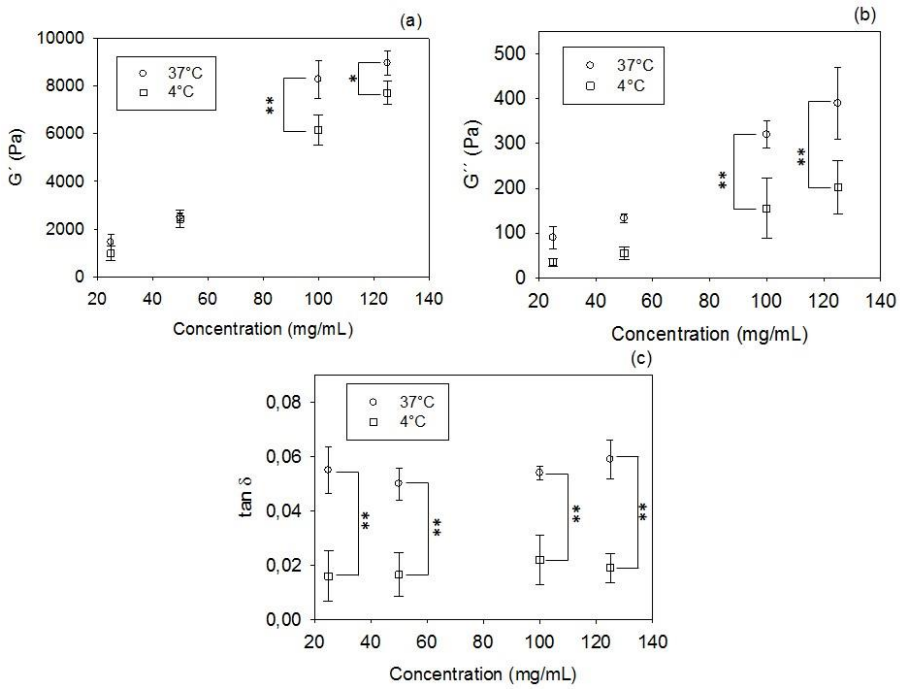 (a)
10000
8000
6000
4000
2000
0
G´ (Pa)
37°C
4°C
**
*
20 40 60 80 100 120 140
Concentration (mg/mL)
(b)
500
400
300
200
100
0
G´´ (Pa)
37°C
4°C
**
**
20 40 60 80 100 120 140
Concentration (mg/mL)
(c)
0,08
0,06
0,04
0,02
0,00
tan δ
37°C
4°C
**
**
**
**
20 40 60 80 100 120 140
Concentration (mg/mL)